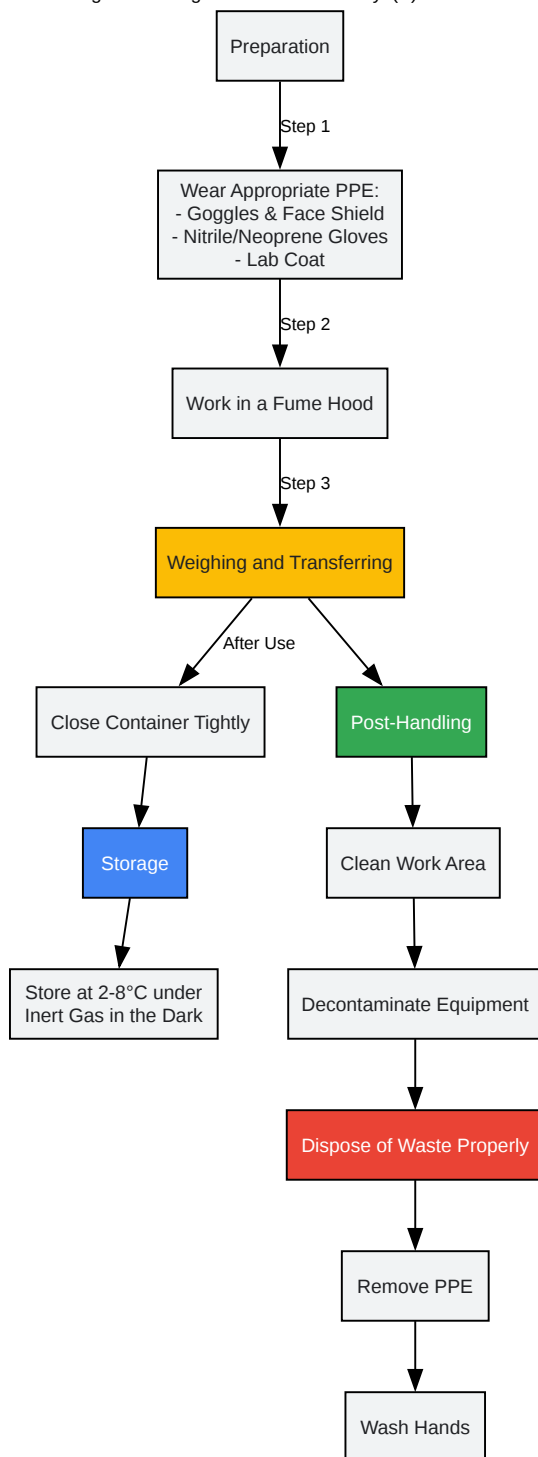 Preparation
Step 1
Wear Appropriate PPE:
- Goggles & Face Shield
- Nitrile/Neoprene Gloves
- Lab Coat
Step 2
Work in a Fume Hood
Step 3
Weighing and Transferring
After Use
Close Container Tightly
Post-Handling
Storage
Clean Work Area
Store at 2-8°C under
Inert Gas in the Dark
Decontaminate Equipment
Dispose of Waste Properly
Remove PPE
Wash Hands